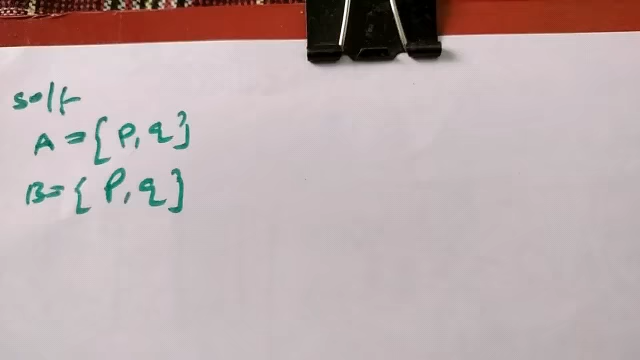 soln
A = {P, q}
B = {P, q}